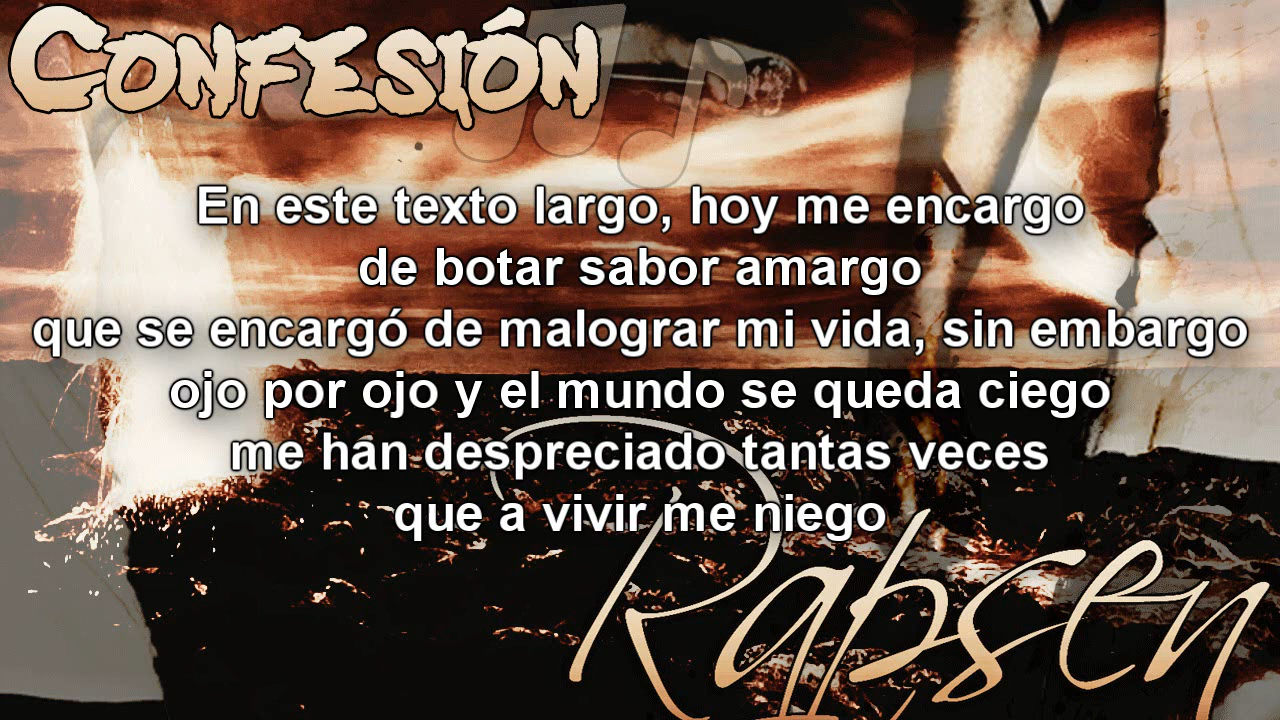 Confesión
En este texto largo, hoy me encargo
de botar sabor amargo
que se encargó de malograr mi vida, sin embargo
ojo por ojo y el mundo se queda ciego
me han despreciado tantas veces
que a vivir me niego
Rapsen